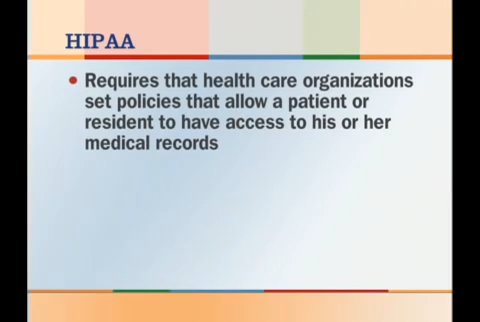 HIPAA
• Requires that health care organizations
set policies that allow a patient or
resident to have access to his or her
medical records